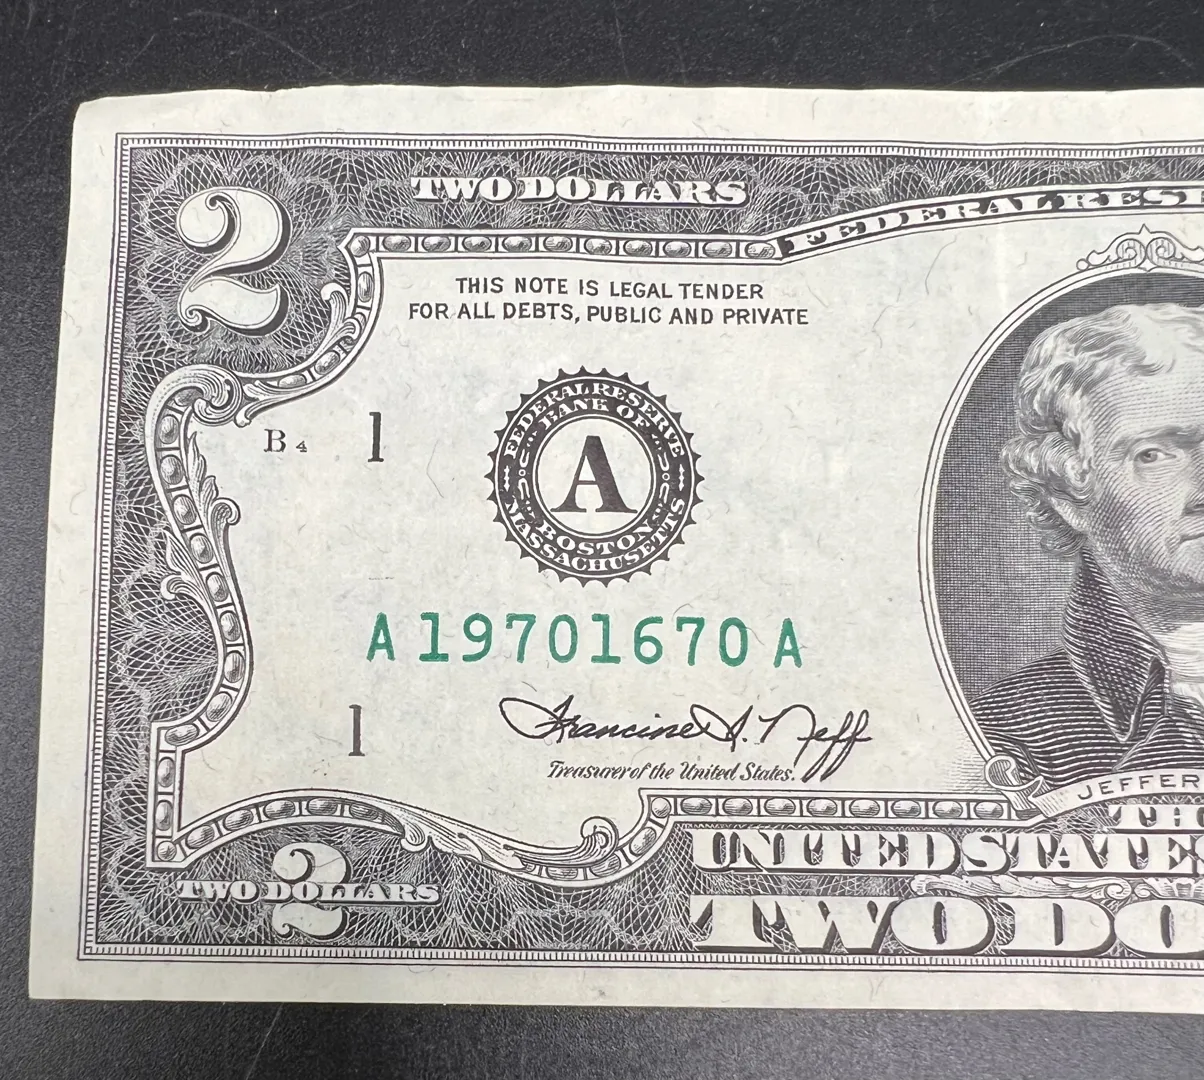 2
TWO DOLLARS
FEDERAL RES
THIS NOTE IS LEGAL TENDER
FOR ALL DEBTS, PUBLIC AND PRIVATE
B4
1
FEDERAL RESERVE
BANK OF
A
BOSTON
MASSACHUSETTS
A 19701670 A
1
Francine I. Neff
Treasurer of the United States.
JEFFER
THE
UNITED STATES
2
TWO DOLLARS
TWO DO